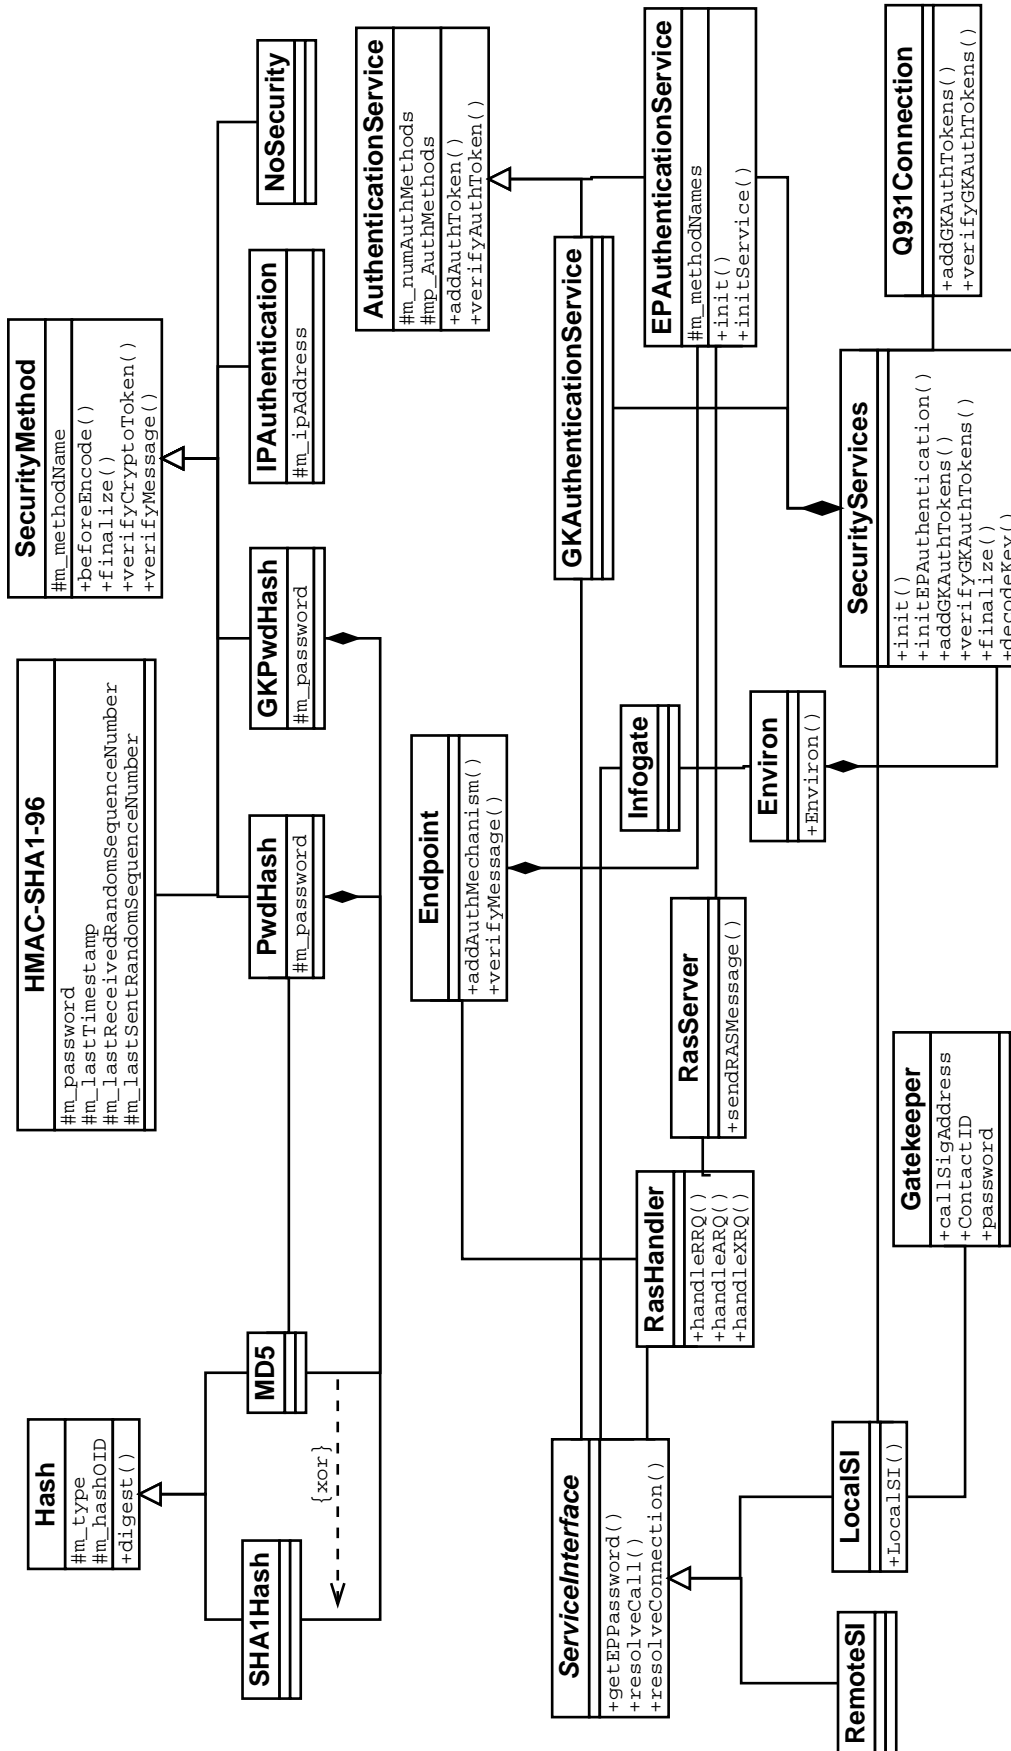 Hash
#m_type
#m_hashOID
+digest()
SHA1Hash
MD5
{xor}
HMAC-SHA1-96
#m_password
#m_lastTimestamp
#m_lastReceivedRandomSequenceNumber
#m_lastSentRandomSequenceNumber
PwdHash
#m_password
GKPwdHash
#m_password
SecurityMethod
#m_methodName
+beforeEncode()
+finalize()
+verifyCryptoToken()
+verifyMessage()
IPAuthentication
#m_ipAddress
NoSecurity
AuthenticationService
#m_numAuthMethods
#mp_AuthMethods
+addAuthToken()
+verifyAuthToken()
Endpoint
+addAuthMechanism()
+verifyMessage()
ServiceInterface
+getEPPassword()
+resolveCall()
+resolveConnection()
RasHandler
+handleRRQ()
+handleARQ()
+handleXRQ()
RasServer
+sendRASMessage()
Infogate
GKAuthenticationService
EPAuthenticationService
#m_methodNames
+init()
+initService()
Environ
+Environ()
RemoteSI
LocalSI
+LocalSI()
Gatekeeper
+callSigAddress
+ContactID
+password
SecurityServices
+init()
+initEPAuthentication()
+addGKAuthTokens()
+verifyGKAuthTokens()
+finalize()
+decodeKey()
Q931Connection
+addGKAuthTokens()
+verifyGKAuthTokens()